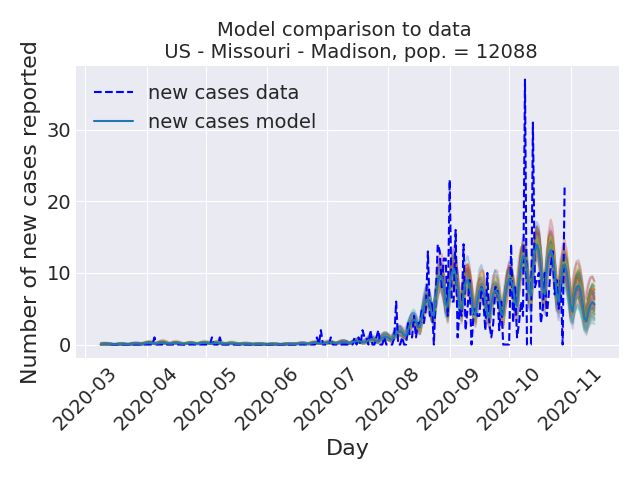 Model comparison to data
US - Missouri - Madison, pop. = 12088
new cases data
new cases model
Number of new cases reported
30
20
10
0
2020-03
2020-04
2020-05
2020-06
2020-07
2020-08
2020-09
2020-10
2020-11
Day